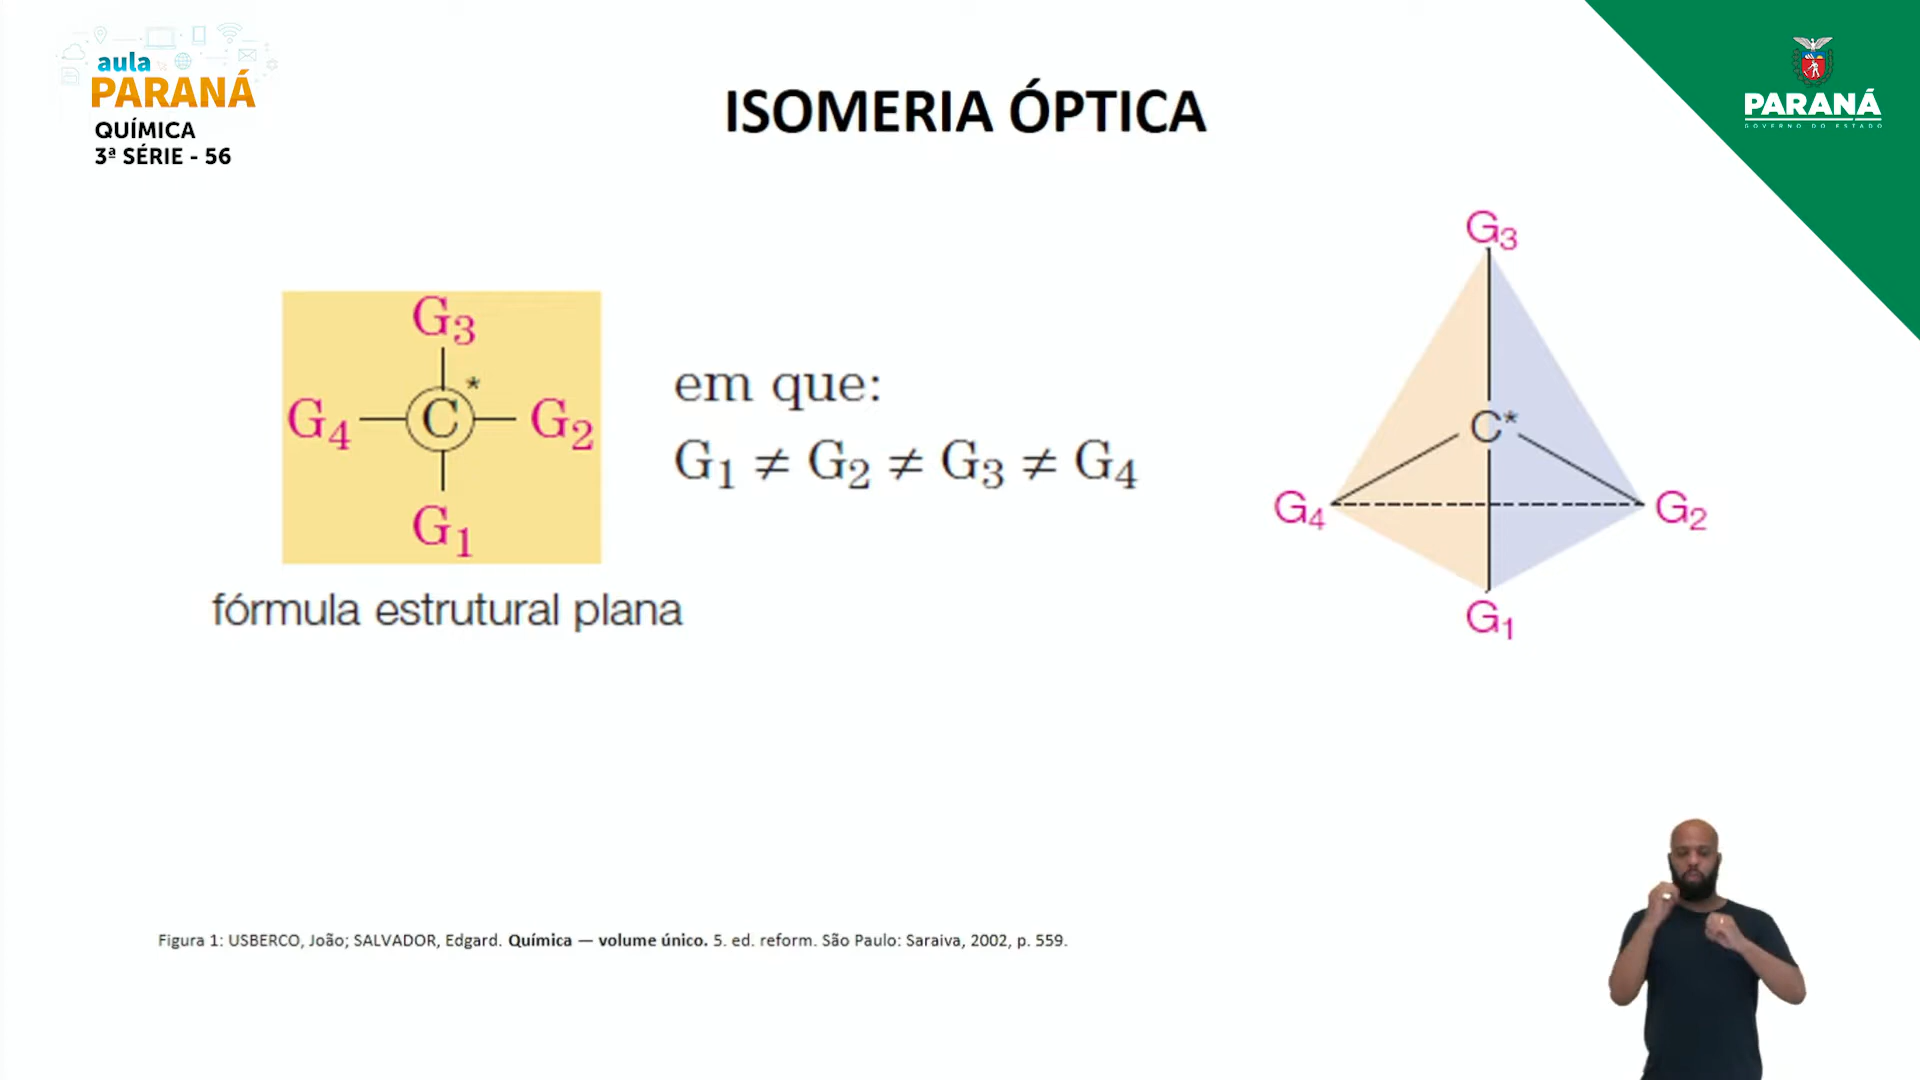 aula
PARANÁ
QUÍMICA
3ª SÉRIE - 56
ISOMERIA ÓPTICA
PARANÁ
GOVERNO DO ESTADO
G3
G4 C* G2
G1
fórmula estrutural plana
em que:
G1 ≠ G2 ≠ G3 ≠ G4
G3
C*
G4 G2
G1
Figura 1: USBERCO, João; SALVADOR, Edgard. Química — volume único. 5. ed. reform. São Paulo: Saraiva, 2002, p. 559.